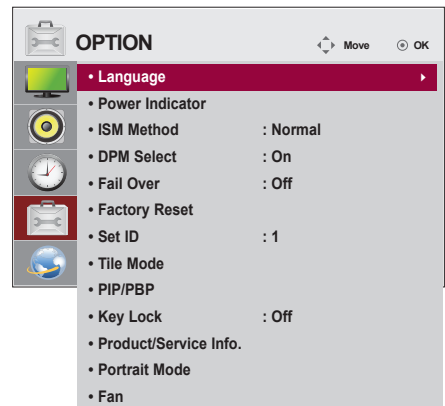 OPTION Move OK
• Language
• Power Indicator
• ISM Method : Normal
• DPM Select : On
• Fail Over : Off
• Factory Reset
• Set ID : 1
• Tile Mode
• PIP/PBP
• Key Lock : Off
• Product/Service Info.
• Portrait Mode
• Fan